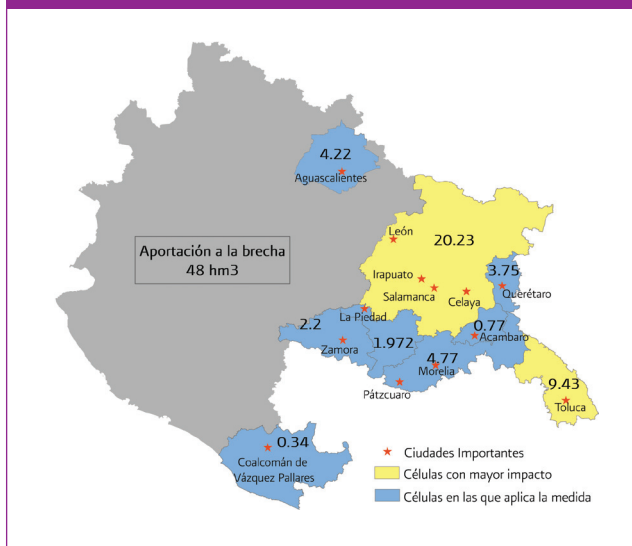 4.22
Aguascalientes
León
20.23
Aportación a la brecha
48 hm3
Irapuato
Salamanca
Celaya
3.75
Querétaro
La Piedad
2.2
Zamora
1.972
0.77
Acambaro
4.77
Morelia
Pátzcuaro
9.43
Toluca
0.34
Coalcomán de
Vázquez Pallares
Ciudades Importantes
Células con mayor impacto
Células en las que aplica la medida